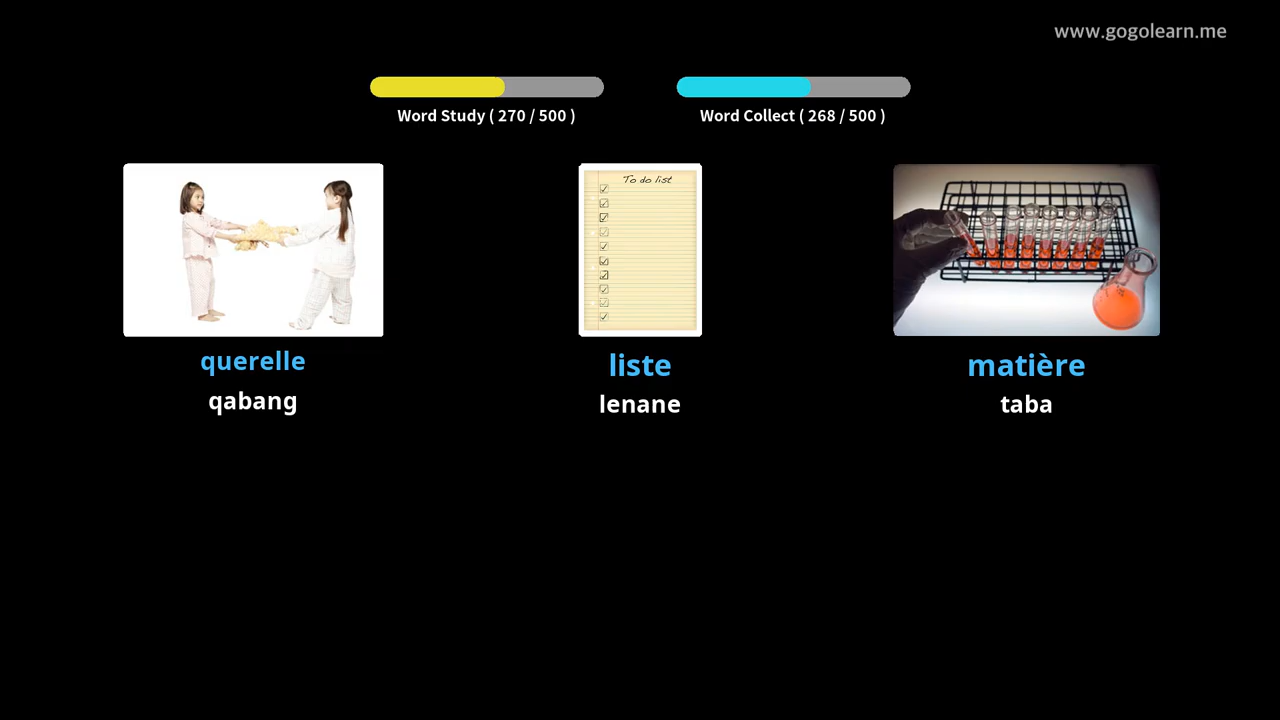 www.gogolearn.me
Word Study ( 270 / 500 )
Word Collect ( 268 / 500 )
To do list
querelle
liste
matière
qabang
lenane
taba